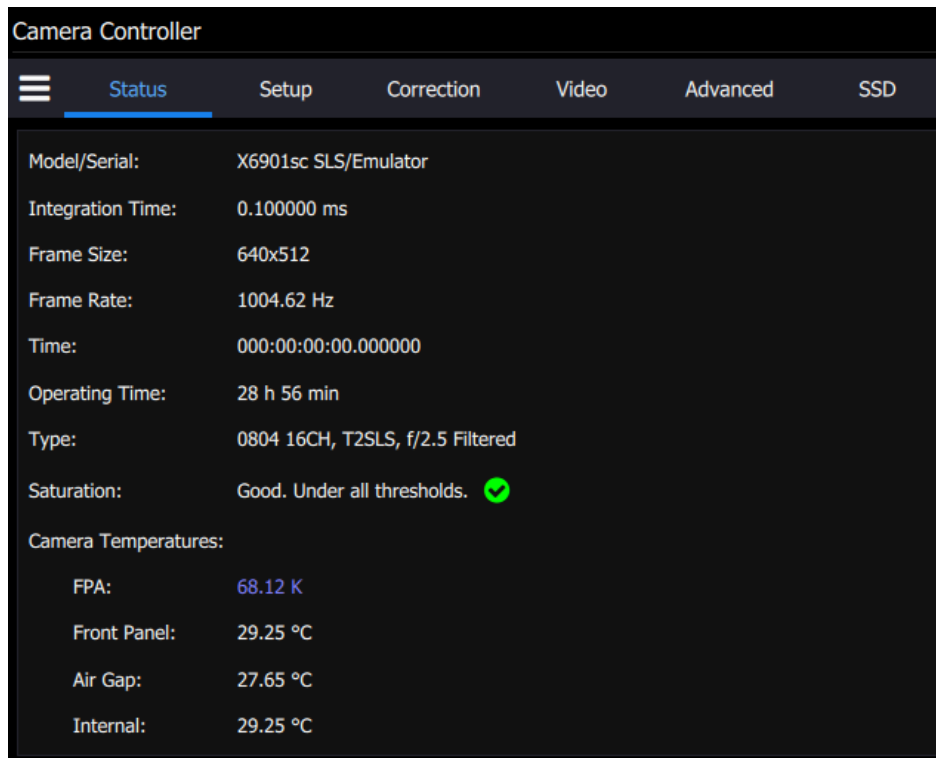 Camera Controller
Status Setup Correction Video Advanced SSD
Model/Serial: X6901sc SLS/Emulator
Integration Time: 0.100000 ms
Frame Size: 640x512
Frame Rate: 1004.62 Hz
Time: 000:00:00:00.000000
Operating Time: 28 h 56 min
Type: 0804 16CH, T2SLS, f/2.5 Filtered
Saturation: Good. Under all thresholds.
Camera Temperatures:
FPA: 68.12 K
Front Panel: 29.25 °C
Air Gap: 27.65 °C
Internal: 29.25 °C